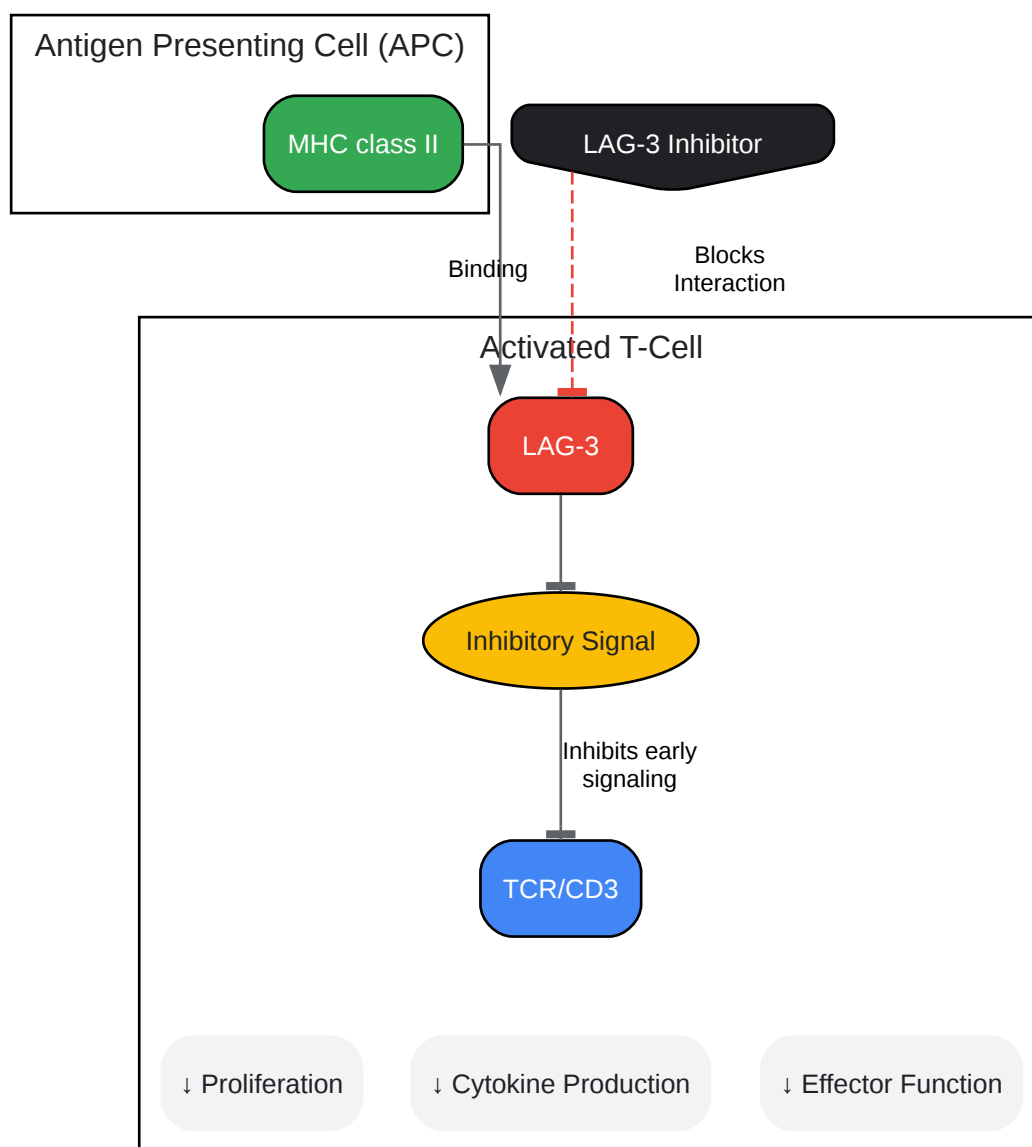 Antigen Presenting Cell (APC)
MHC class II
LAG-3 Inhibitor
Binding
Blocks
Interaction
Activated T-Cell
LAG-3
Inhibitory Signal
Inhibits early
signaling
TCR/CD3
↓ Proliferation
↓ Cytokine Production
↓ Effector Function